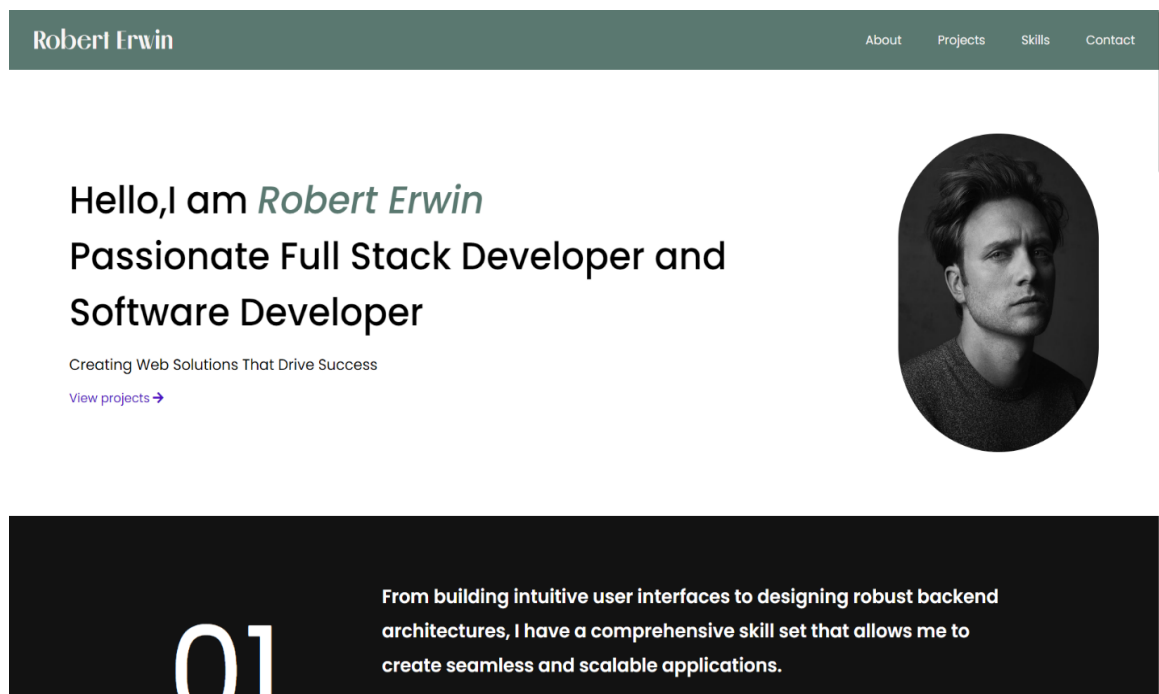 Robert Erwin
About Projects Skills Contact
Hello,I am Robert Erwin
Passionate Full Stack Developer and
Software Developer
Creating Web Solutions That Drive Success
View projects
01
From building intuitive user interfaces to designing robust backend
architectures, I have a comprehensive skill set that allows me to
create seamless and scalable applications.